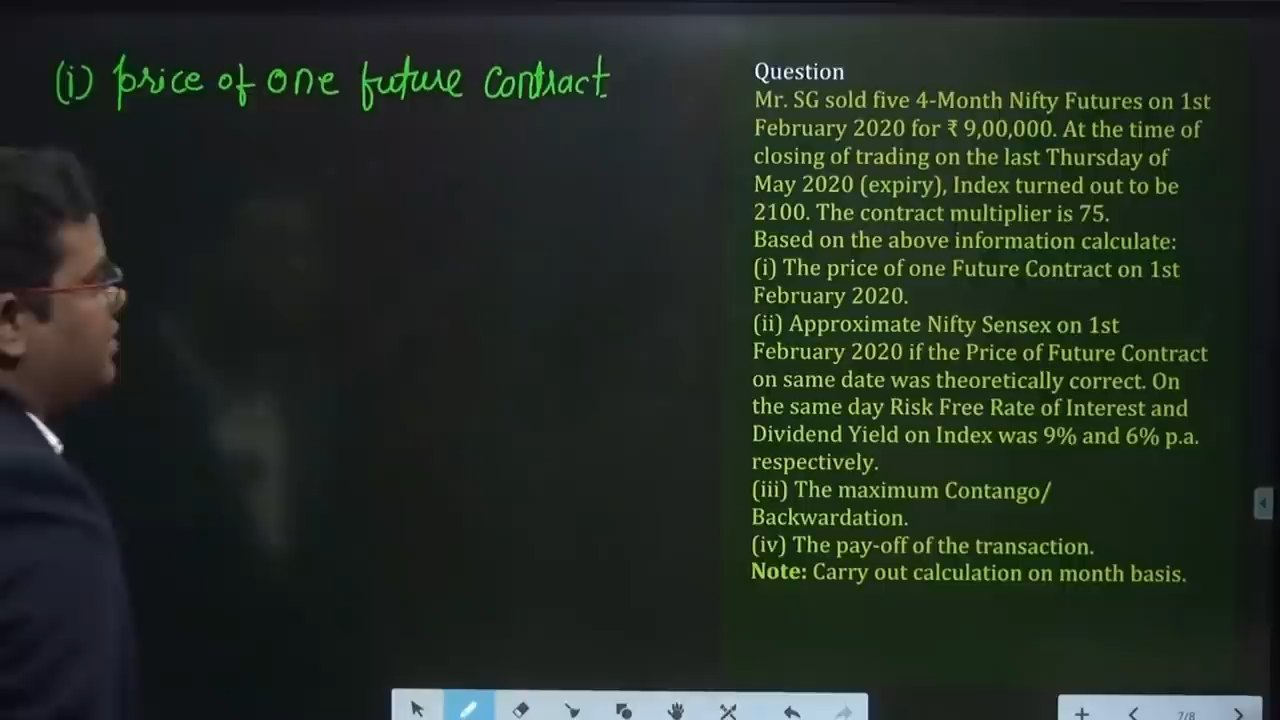 (i) price of one future contract
Question
Mr. SG sold five 4-Month Nifty Futures on 1st
February 2020 for ₹ 9,00,000. At the time of
closing of trading on the last Thursday of
May 2020 (expiry), Index turned out to be
2100. The contract multiplier is 75.
Based on the above information calculate:
(i) The price of one Future Contract on 1st
February 2020.
(ii) Approximate Nifty Sensex on 1st
February 2020 if the Price of Future Contract
on same date was theoretically correct. On
the same day Risk Free Rate of Interest and
Dividend Yield on Index was 9% and 6% p.a.
respectively.
(iii) The maximum Contango/
Backwardation.
(iv) The pay-off of the transaction.
Note: Carry out calculation on month basis.
7/8